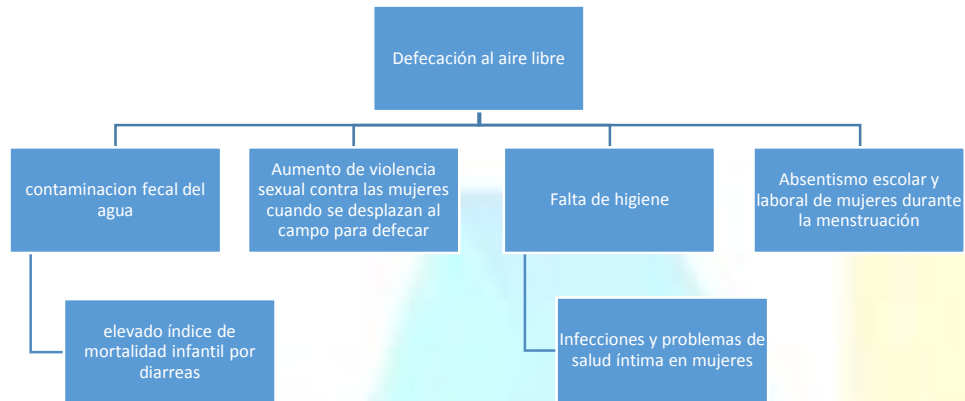 Defecación al aire libre
contaminacion fecal del
agua
Aumento de violencia
sexual contra las mujeres
cuando se desplazan al
campo para defecar
Falta de higiene
Absentismo escolar y
laboral de mujeres durante
la menstruación
elevado índice de
mortalidad infantil por
diarreas
Infecciones y problemas de
salud íntima en mujeres